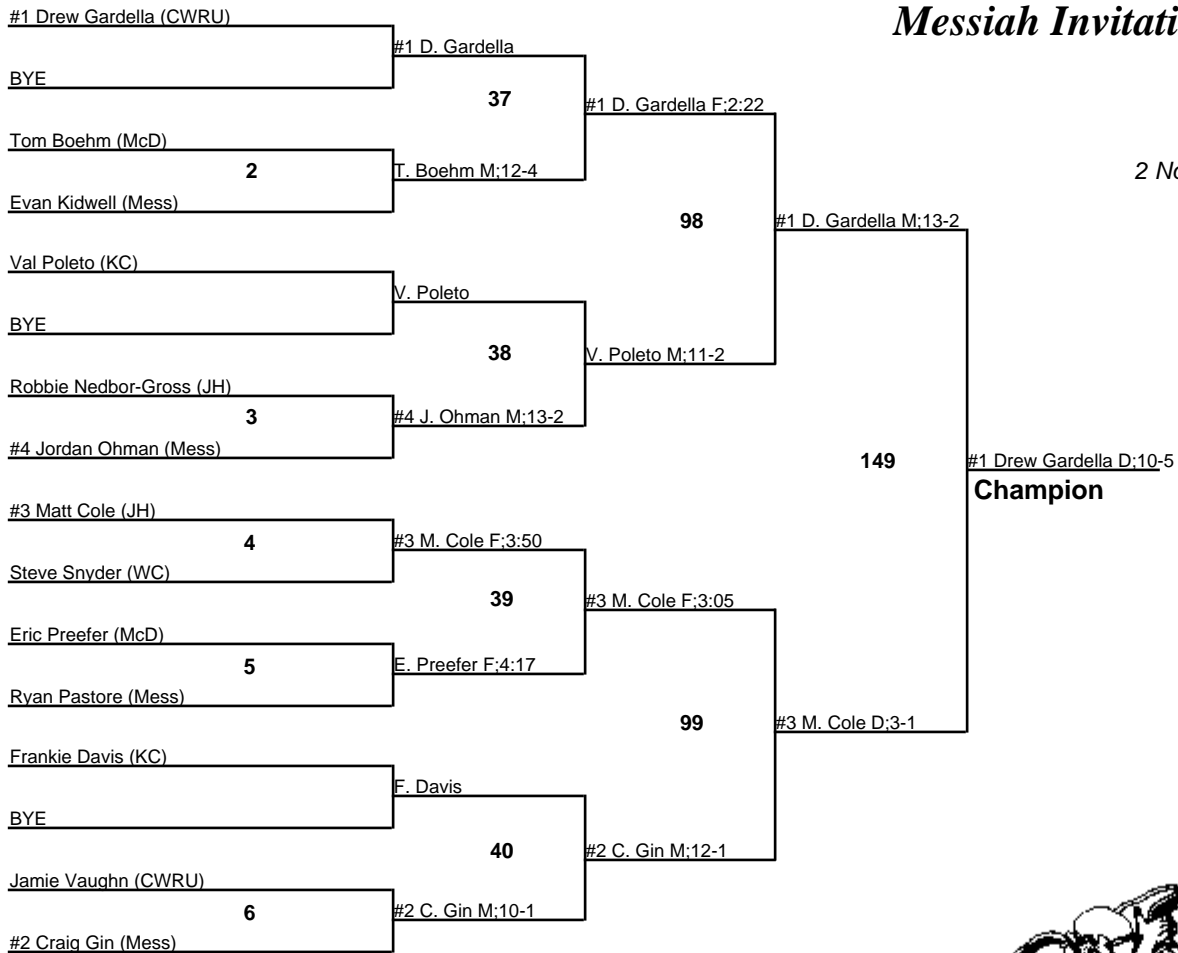 Messiah Invitati
2 No
#1 Drew Gardella (CWRU)
BYE
Tom Boehm (McD)
2
Evan Kidwell (Mess)
Val Poleto (KC)
BYE
Robbie Nedbor-Gross (JH)
3
#4 Jordan Ohman (Mess)
#3 Matt Cole (JH)
4
Steve Snyder (WC)
Eric Preefer (McD)
5
Ryan Pastore (Mess)
Frankie Davis (KC)
BYE
Jamie Vaughn (CWRU)
6
#2 Craig Gin (Mess)
#1 D. Gardella
37
T. Boehm M;12-4
V. Poleto
38
#4 J. Ohman M;13-2
#3 M. Cole F;3:50
39
E. Preefer F;4:17
F. Davis
40
#2 C. Gin M;10-1
#1 D. Gardella F;2:22
98
V. Poleto M;11-2
#3 M. Cole F;3:05
99
#2 C. Gin M;12-1
#1 D. Gardella M;13-2
149
#3 M. Cole D;3-1
#1 Drew Gardella D;10-5
Champion